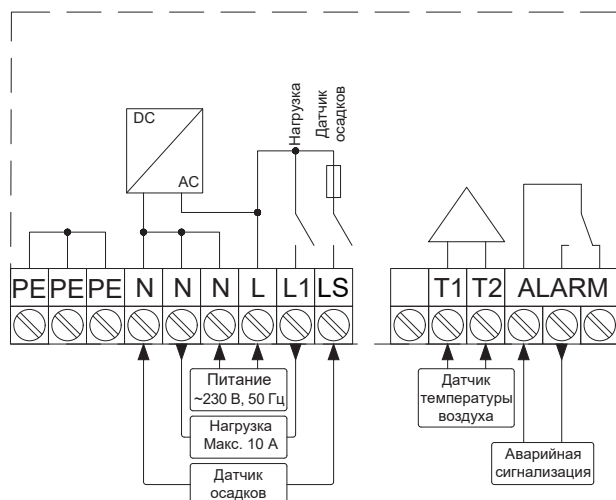 DC
AC
Нагрузка
Датчик
осадков
PE PE PE N N N L L1 LS T1 T2 ALARM
Питание
~230 В, 50 Гц
Нагрузка
Макс. 10 А
Датчик
осадков
Датчик
температуры
воздуха
Аварийная
сигнализация